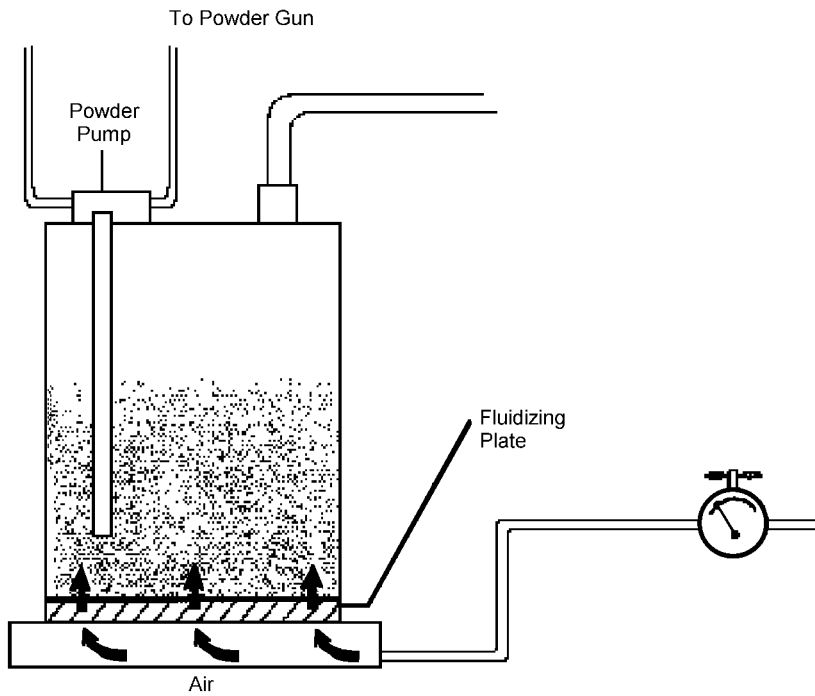 To Powder Gun
Powder
Pump
Fluidizing
Plate
Air